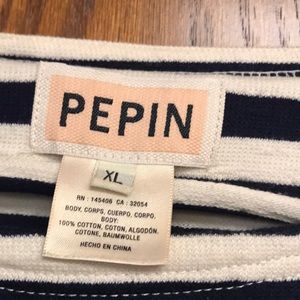 PEPIN
XL
RN : 145406 CA : 32054
BODY, CORPS, CUERPO, CORPO,
BODY:
100% COTTON, COTON, ALGODÓN,
COTONE, BAUMWOLLE
HECHO EN CHINA